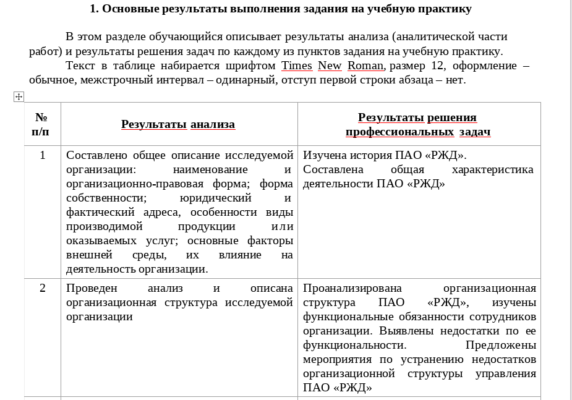 1. Основные результаты выполнения задания на учебную практику
В этом разделе обучающийся описывает результаты анализа (аналитической части
работ) и результаты решения задач по каждому из пунктов задания на учебную практику.
Текст в таблице набирается шрифтом Times New Roman, размер 12, оформление –
обычное, межстрочный интервал – одинарный, отступ первой строки абзаца – нет.
№
п/п
Результаты анализа
Результаты решения
профессиональных задач
1
Составлено общее описание исследуемой
организации: наименование и
организационно-правовая форма; форма
собственности; юридический и
фактический адреса, особенности виды
производимой продукции или
оказываемых услуг; основные факторы
внешней среды, их влияние на
деятельность организации.
Изучена история ПАО «РЖД».
Составлена общая характеристика
деятельности ПАО «РЖД»
2
Проведен анализ и описана
организационная структура исследуемой
организации
Проанализирована организационная
структура ПАО «РЖД», изучены
функциональные обязанности сотрудников
организации. Выявлены недостатки по ее
функциональности. Предложены
мероприятия по устранению недостатков
организационной структуры управления
ПАО «РЖД»